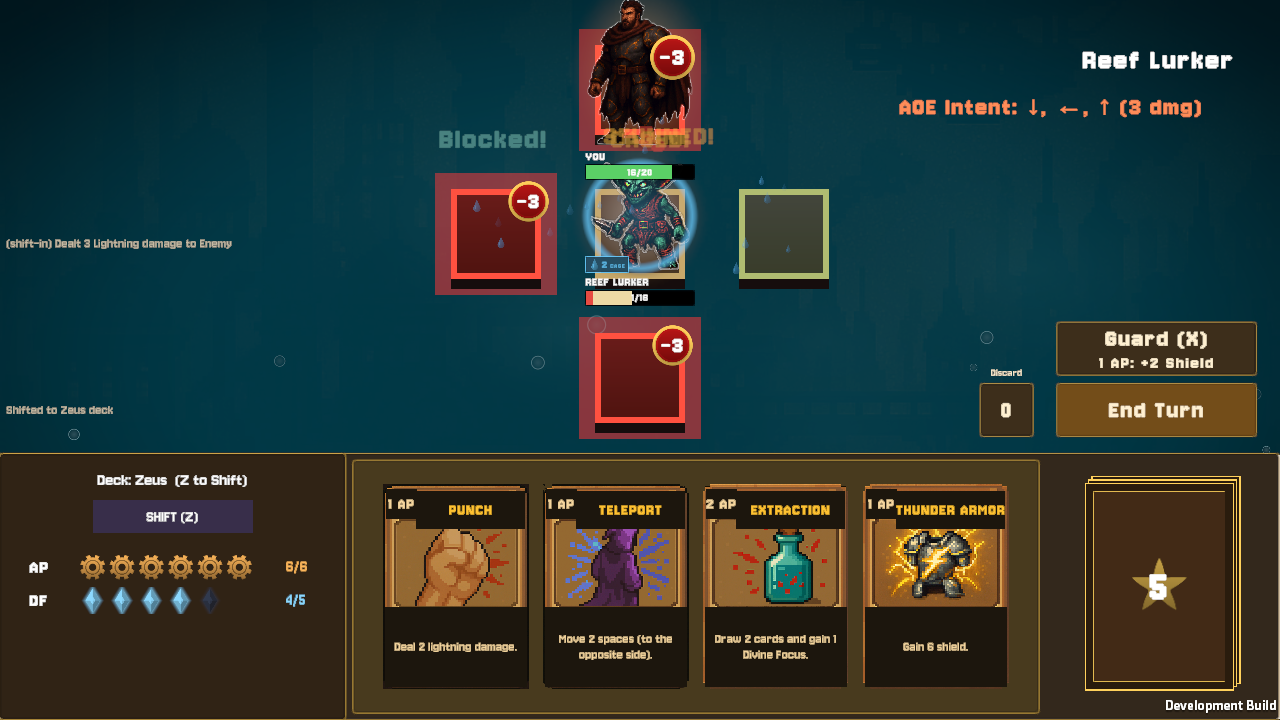 Reef Lurker
AOE Intent: ↓, ←, ↑ (3 dmg)
-3
Blocked!
YOU
16/20
-3
2
REEF LURKER
/16
-3
(shift-in) Dealt 3 Lightning damage to Enemy
Shifted to Zeus deck
Guard (X)
1 AP: +2 Shield
Discard
0
End Turn
Deck: Zeus (Z to Shift)
SHIFT (Z)
AP
6/6
DF
4/5
1 AP
PUNCH
Deal 2 lightning damage.
1 AP
TELEPORT
Move 2 spaces (to the
opposite side).
2 AP
EXTRACTION
Draw 2 cards and gain 1
Divine Focus.
1 AP
THUNDER ARMOR
Gain 6 shield.
5
Development Build